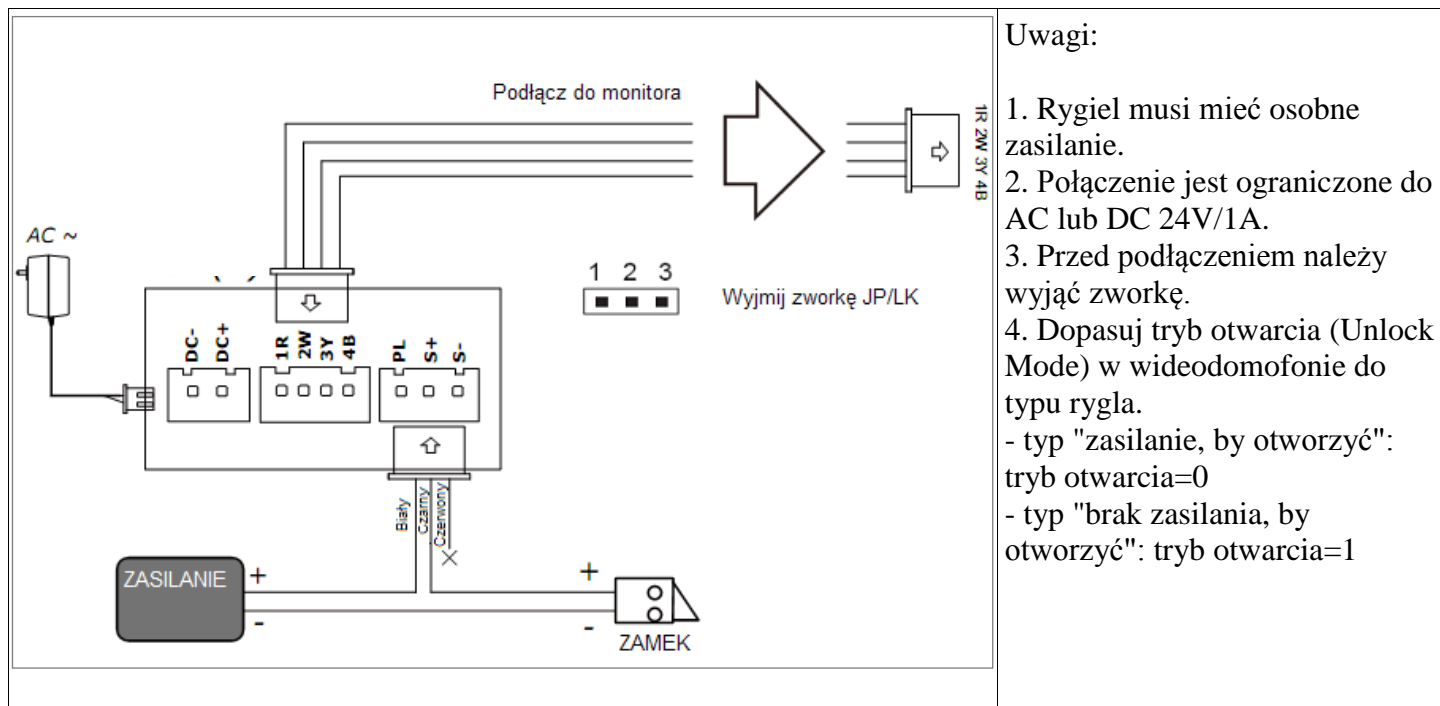 Podłącz do monitora
1R 2W 3Y 4B
AC ~
1 2 3
Wyjmij zworkę JP/LK
DC-
DC+
1R
2W
3Y
4B
PL
S+
S-
Biały
Czarny
Czerwony
ZASILANIE
+
-
+
-
ZAMEK
Uwagi:
1. Rygiel musi mieć osobne
zasilanie.
2. Połączenie jest ograniczone do
AC lub DC 24V/1A.
3. Przed podłączeniem należy
wyjąć zworkę.
4. Dopasuj tryb otwarcia (Unlock
Mode) w wideodomofonie do
typu rygla.
- typ "zasilanie, by otworzyć":
tryb otwarcia=0
- typ "brak zasilania, by
otworzyć": tryb otwarcia=1